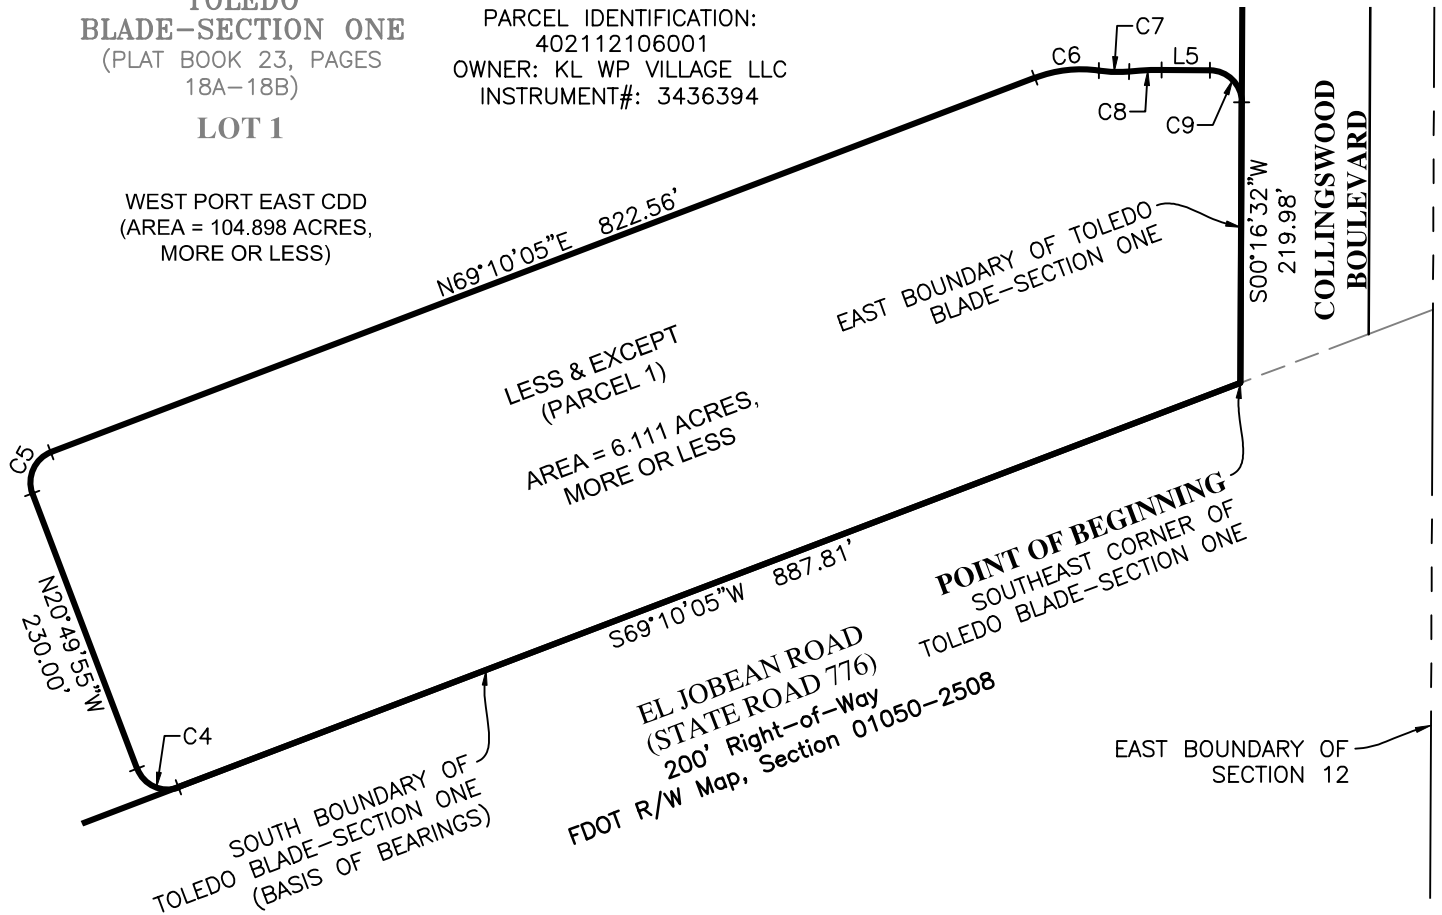 TOLEDO
BLADE-SECTION ONE
(PLAT BOOK 23, PAGES
18A-18B)
LOT 1
PARCEL IDENTIFICATION:
402112106001
OWNER: KL WP VILLAGE LLC
INSTRUMENT#: 3436394
WEST PORT EAST CDD
(AREA = 104.898 ACRES,
MORE OR LESS)
C6
C7
L5
C8
C9
COLLINGSWOOD
BOULEVARD
S00°16'32"W
219.98'
N69°10'05"E 822.56'
EAST BOUNDARY OF TOLEDO
BLADE-SECTION ONE
LESS & EXCEPT
(PARCEL 1)
AREA = 6.111 ACRES,
MORE OR LESS
C5
N20°49'55"W
230.00'
C4
S69°10'05"W 887.81'
POINT OF BEGINNING
SOUTHEAST CORNER OF
TOLEDO BLADE-SECTION ONE
EL JOBEAN ROAD
(STATE ROAD 776)
200' Right-of-Way
FDOT R/W Map, Section 01050-2508
SOUTH BOUNDARY OF
TOLEDO BLADE-SECTION ONE
(BASIS OF BEARINGS)
EAST BOUNDARY OF
SECTION 12